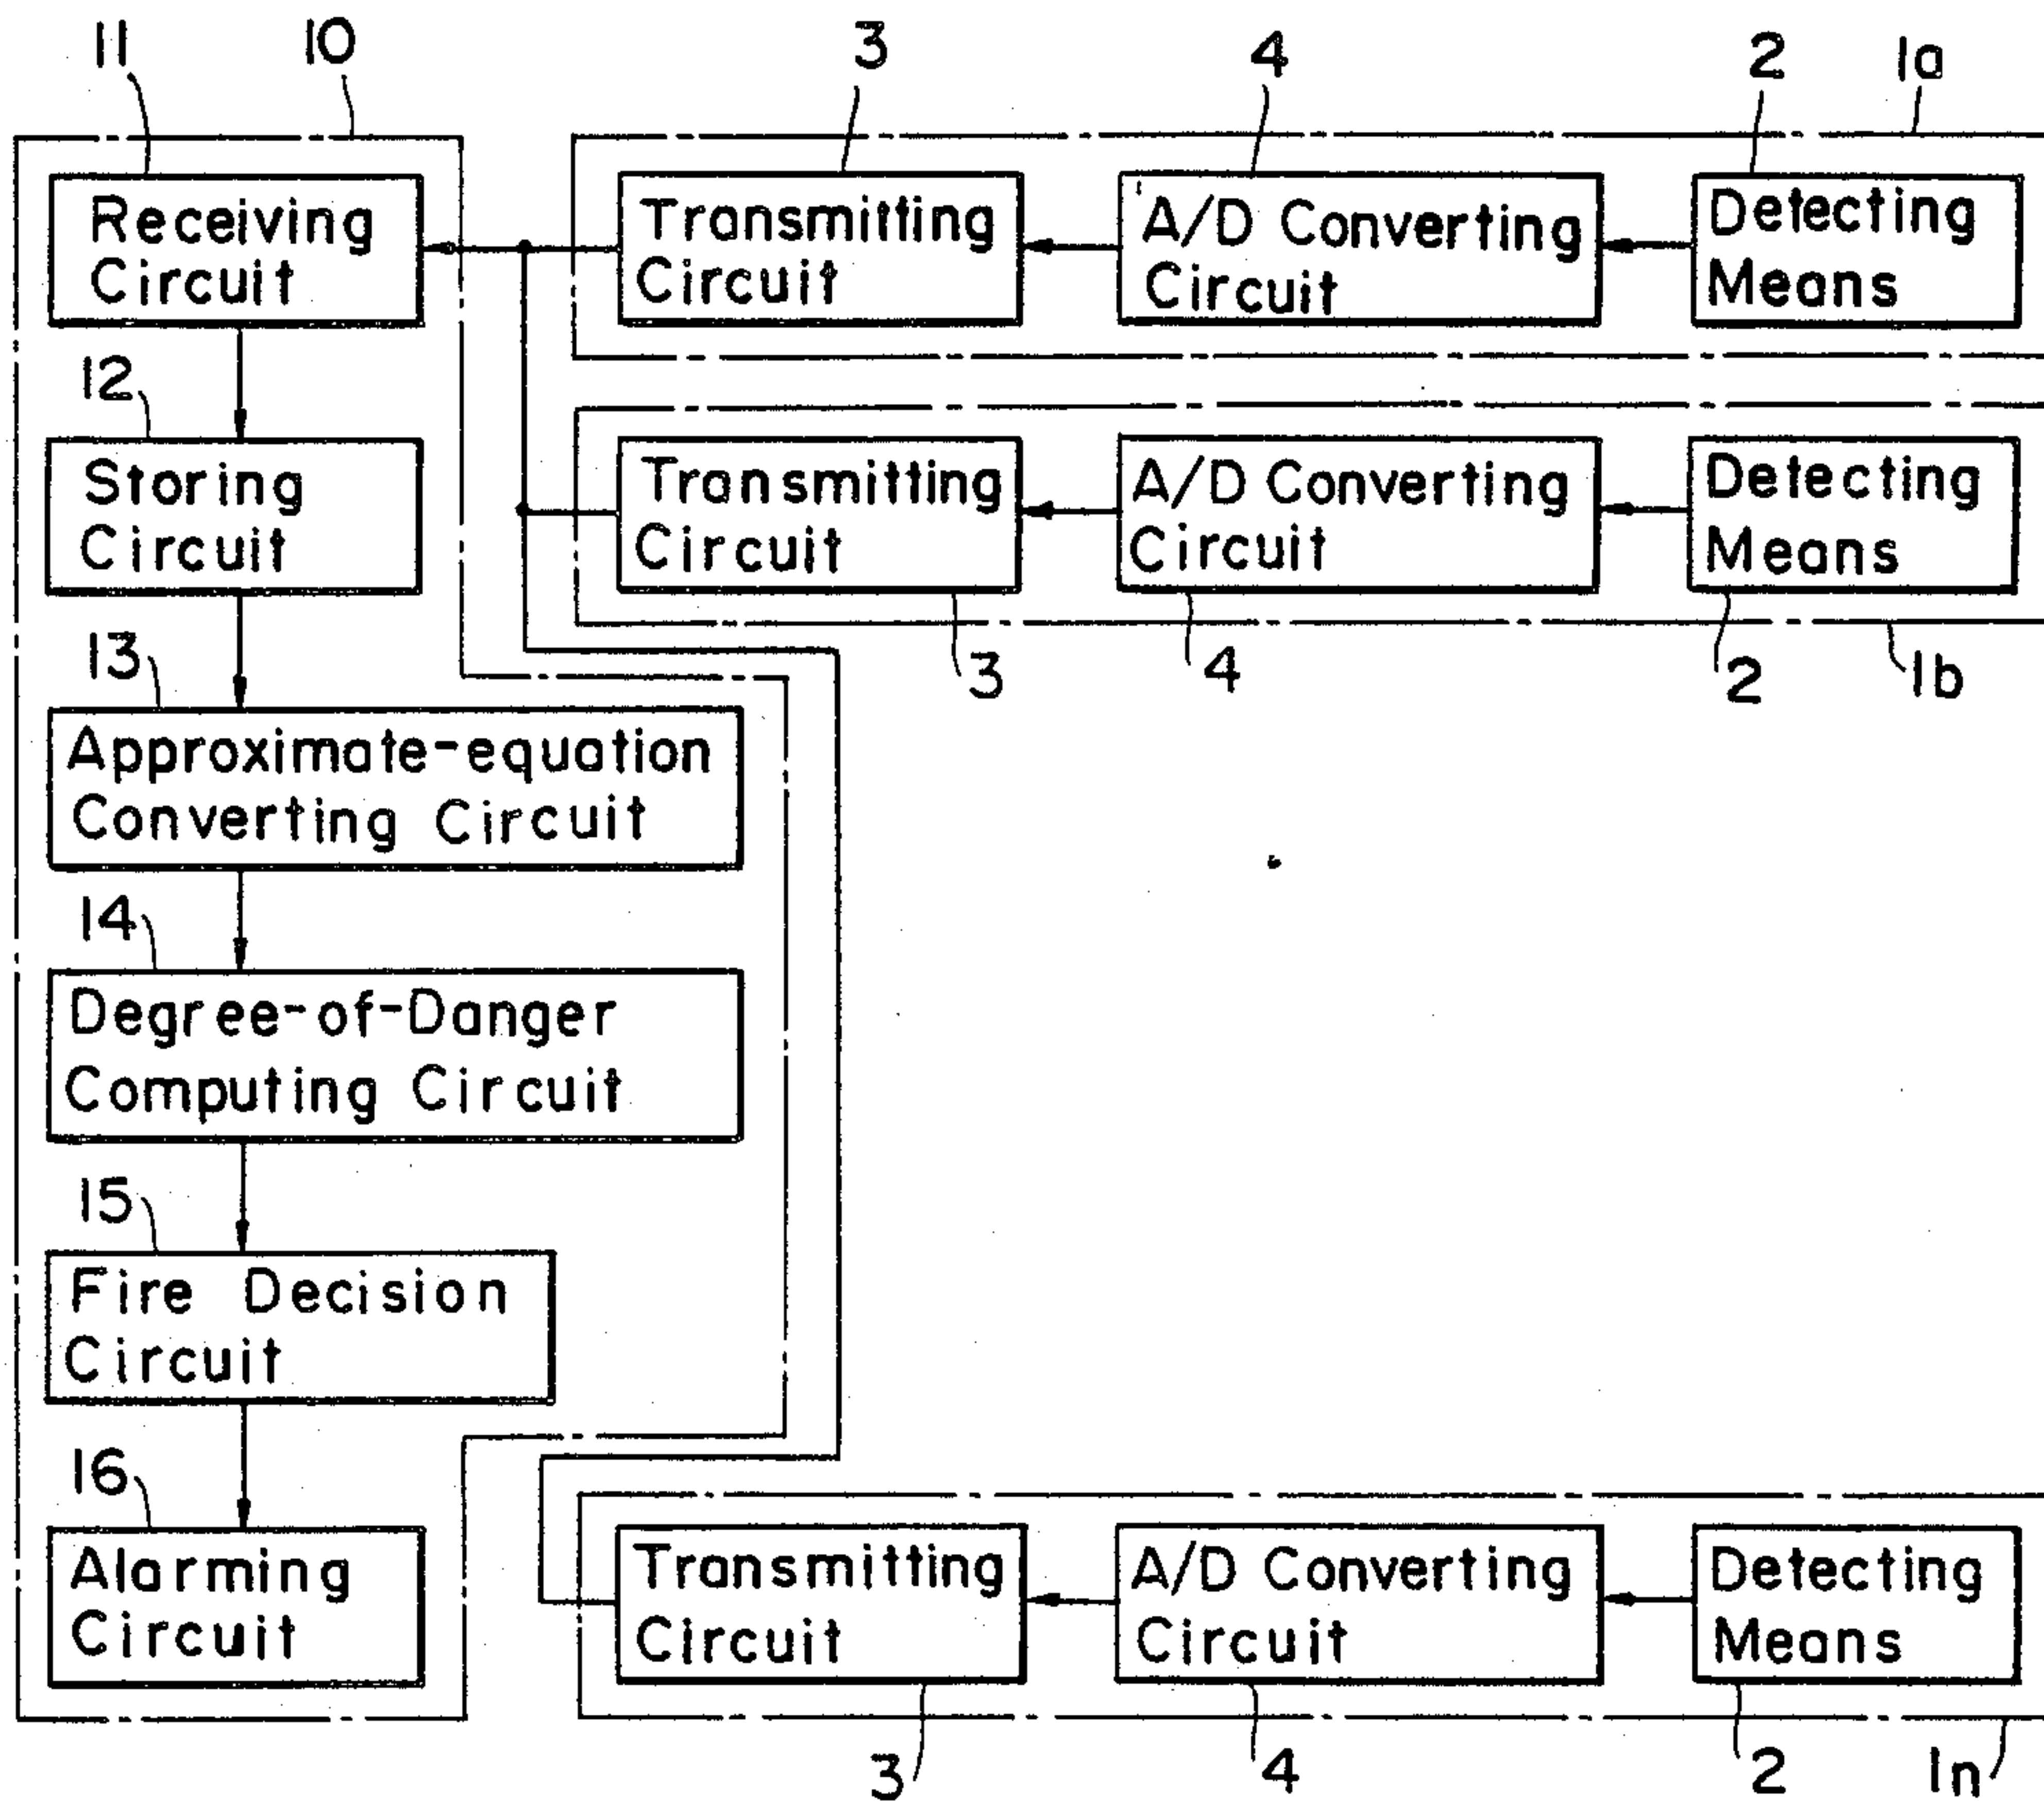 11
10
3
4
2
1a
Receiving
Circuit
Transmitting
Circuit
A/D Converting
Circuit
Detecting
Means
12
Storing
Circuit
Transmitting
Circuit
A/D Converting
Circuit
Detecting
Means
13
3
4
2
1b
Approximate-equation
Converting Circuit
14
Degree-of-Danger
Computing Circuit
15
Fire Decision
Circuit
16
Alarming
Circuit
Transmitting
Circuit
A/D Converting
Circuit
Detecting
Means
3
4
2
1n